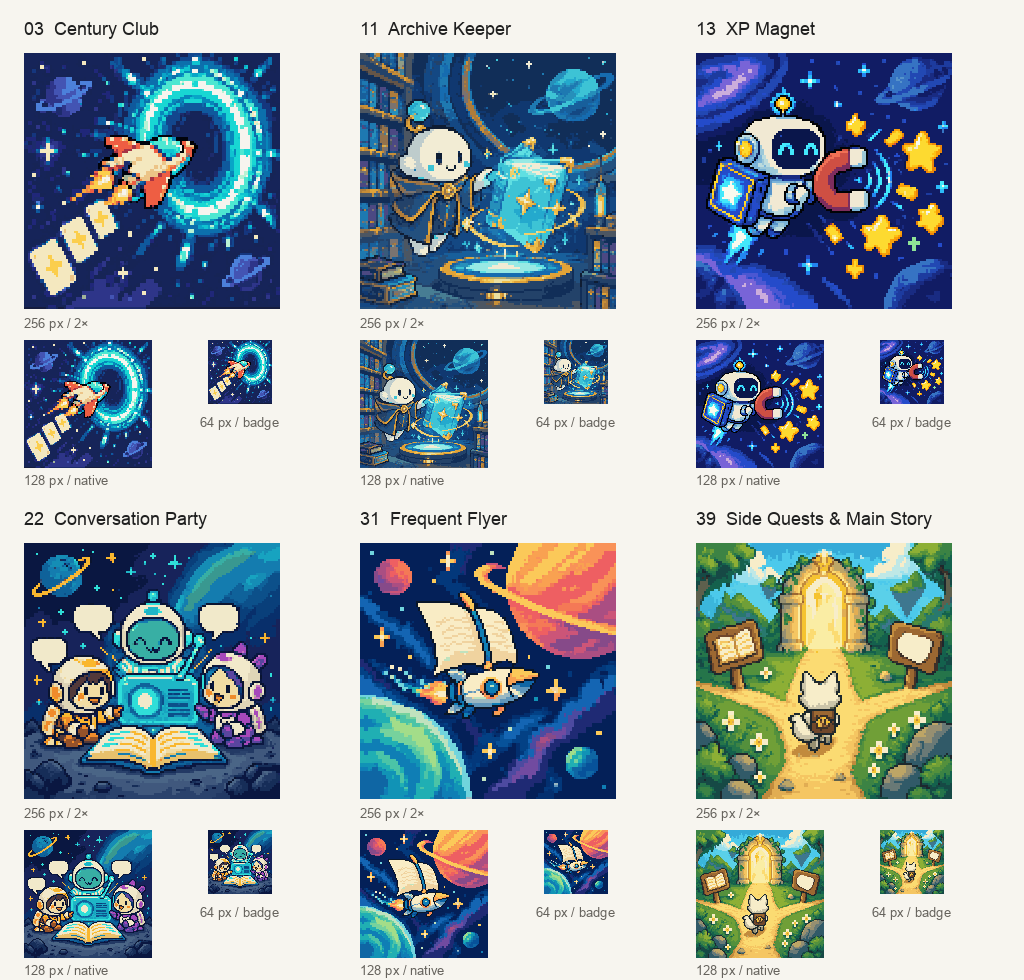 03 Century Club
11 Archive Keeper
13 XP Magnet
256 px / 2×
256 px / 2×
256 px / 2×
64 px / badge
64 px / badge
64 px / badge
128 px / native
128 px / native
128 px / native
22 Conversation Party
31 Frequent Flyer
39 Side Quests & Main Story
256 px / 2×
256 px / 2×
256 px / 2×
64 px / badge
64 px / badge
64 px / badge
128 px / native
128 px / native
128 px / native